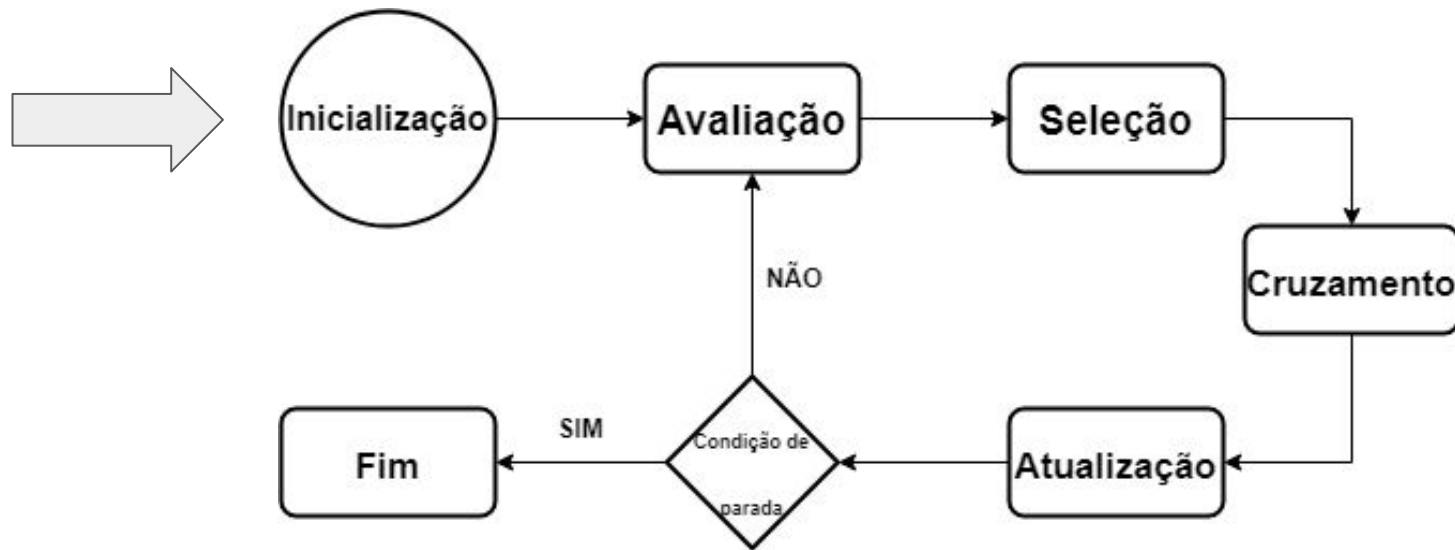 Inicialização
Avaliação
Seleção
Cruzamento
NÃO
Atualização
Condição de
parada
SIM
Fim